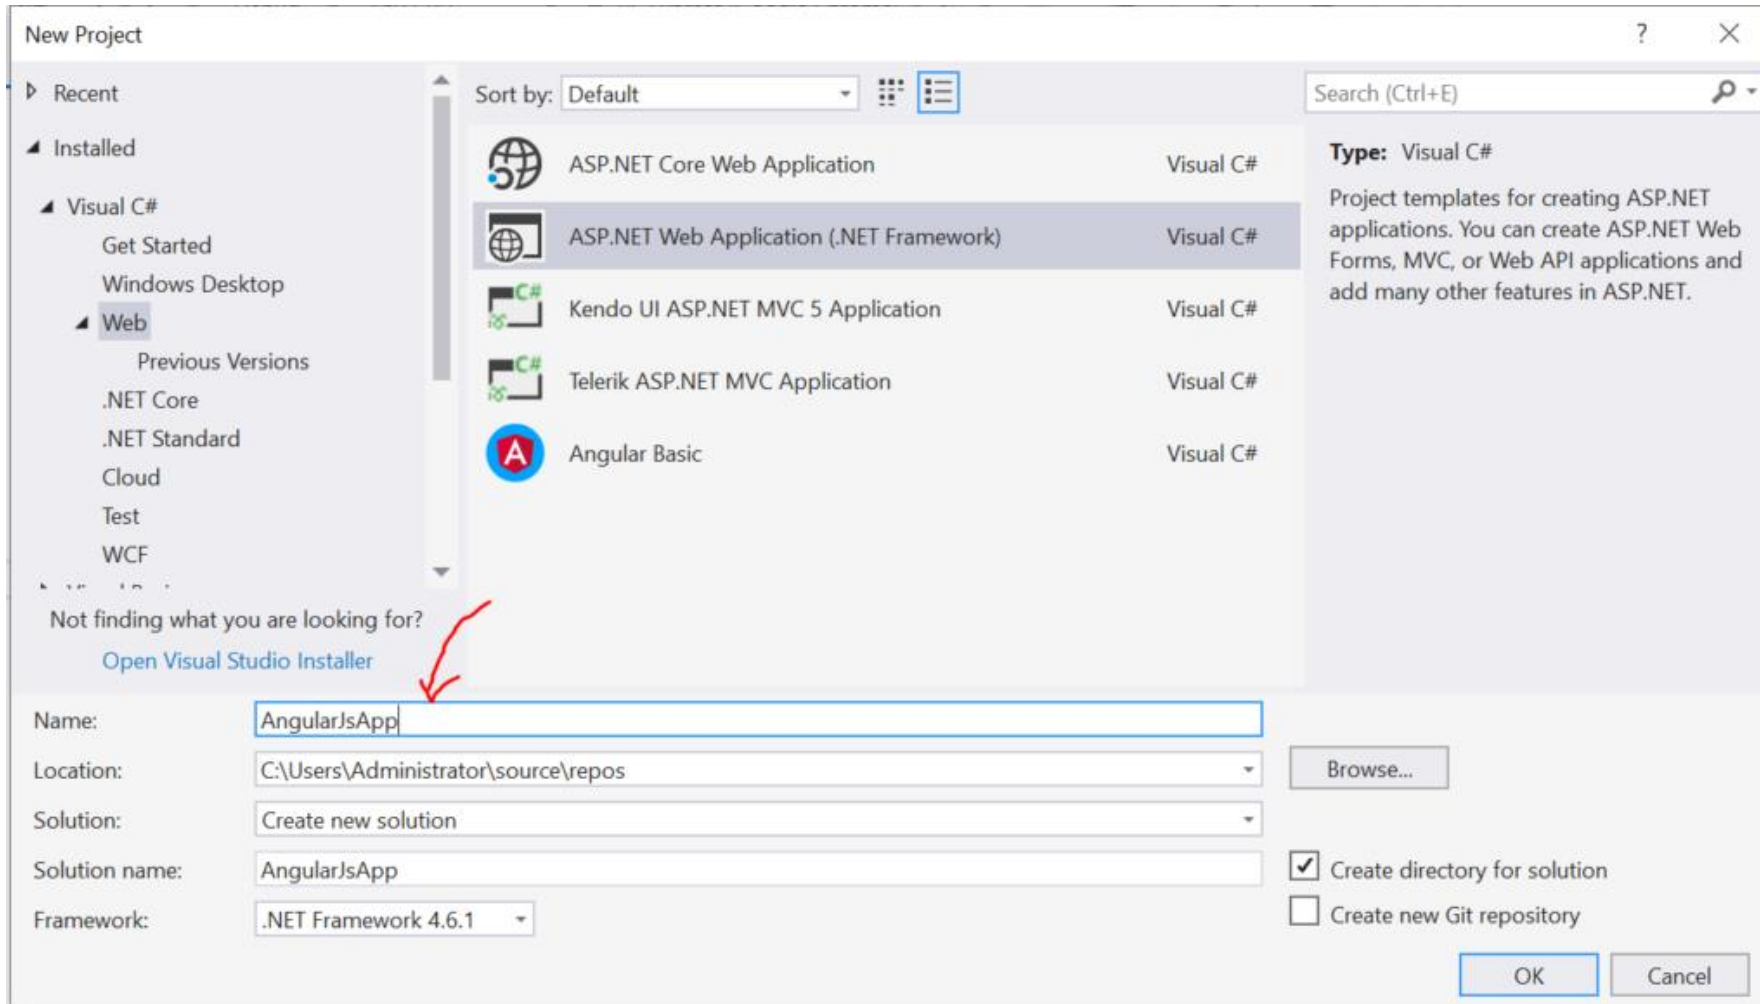 New Project
?
Recent
Installed
Visual C#
Get Started
Windows Desktop
Web
Previous Versions
.NET Core
.NET Standard
Cloud
Test
WCF
Not finding what you are looking for?
Open Visual Studio Installer
Sort by: Default
ASP.NET Core Web Application Visual C#
ASP.NET Web Application (.NET Framework) Visual C#
C# Kendo UI ASP.NET MVC 5 Application Visual C#
C# Telerik ASP.NET MVC Application Visual C#
A Angular Basic Visual C#
Search (Ctrl+E)
Type: Visual C#
Project templates for creating ASP.NET
applications. You can create ASP.NET Web
Forms, MVC, or Web API applications and
add many other features in ASP.NET.
Name: AngularJsApp
Location: C:\Users\Administrator\source\repos
Browse...
Solution: Create new solution
Solution name: AngularJsApp
Create directory for solution
Framework: .NET Framework 4.6.1
Create new Git repository
OK Cancel